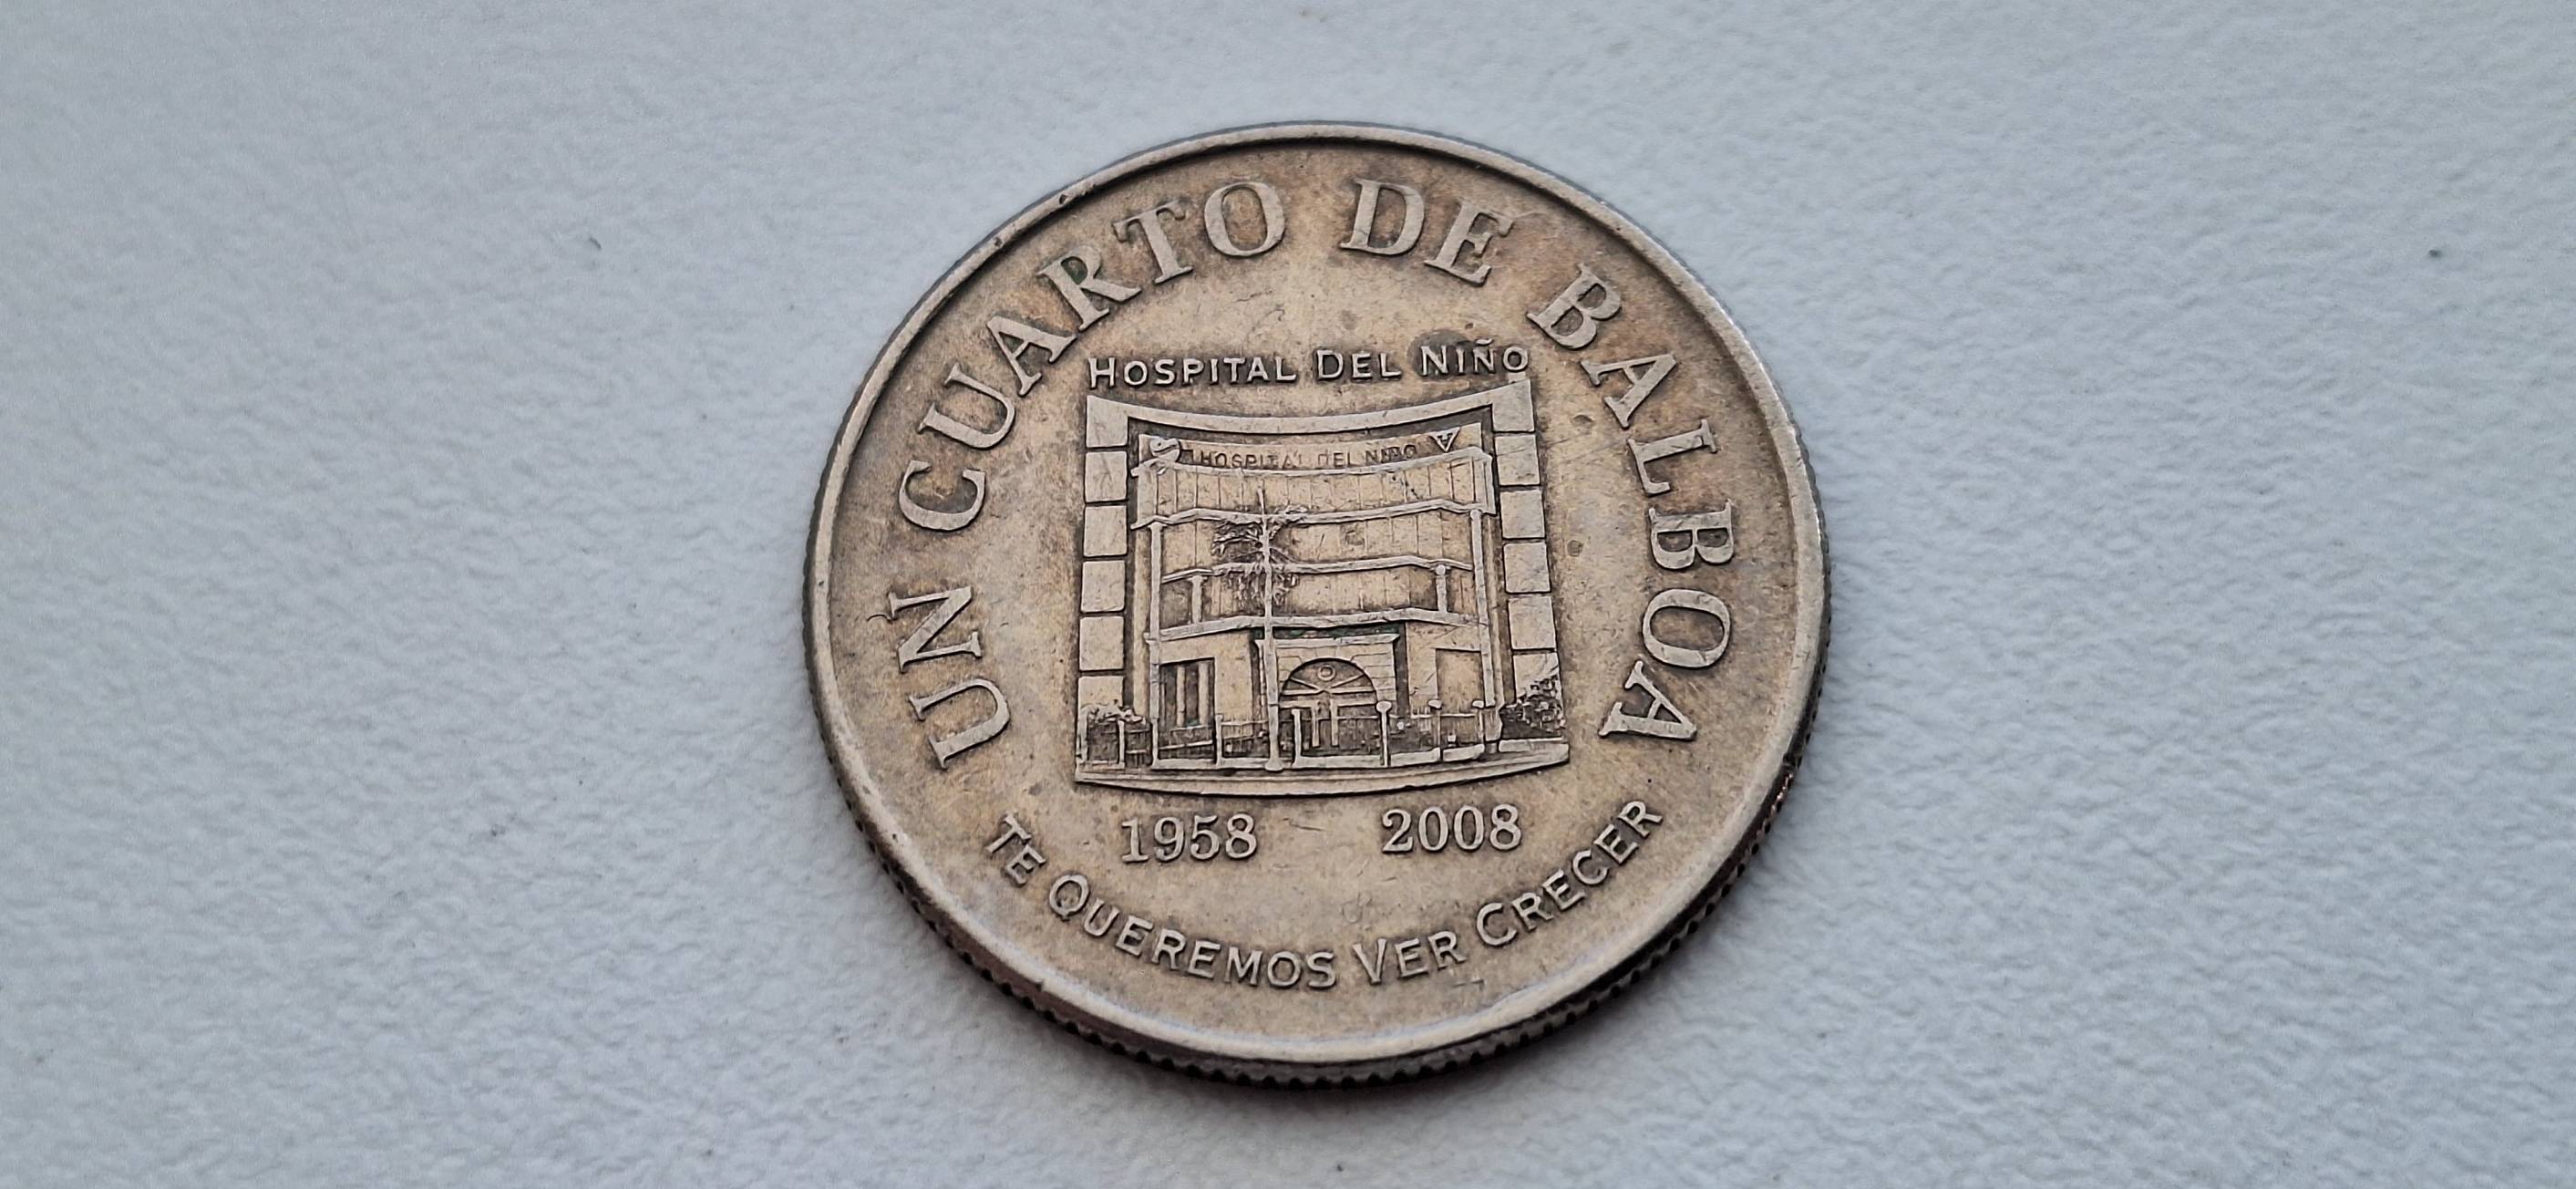 UN CUARTO DE BALBOA
HOSPITAL DEL NIÑO
HOSPITAL DEL NIÑO
1958 2008
TE QUEREMOS VER CRECER